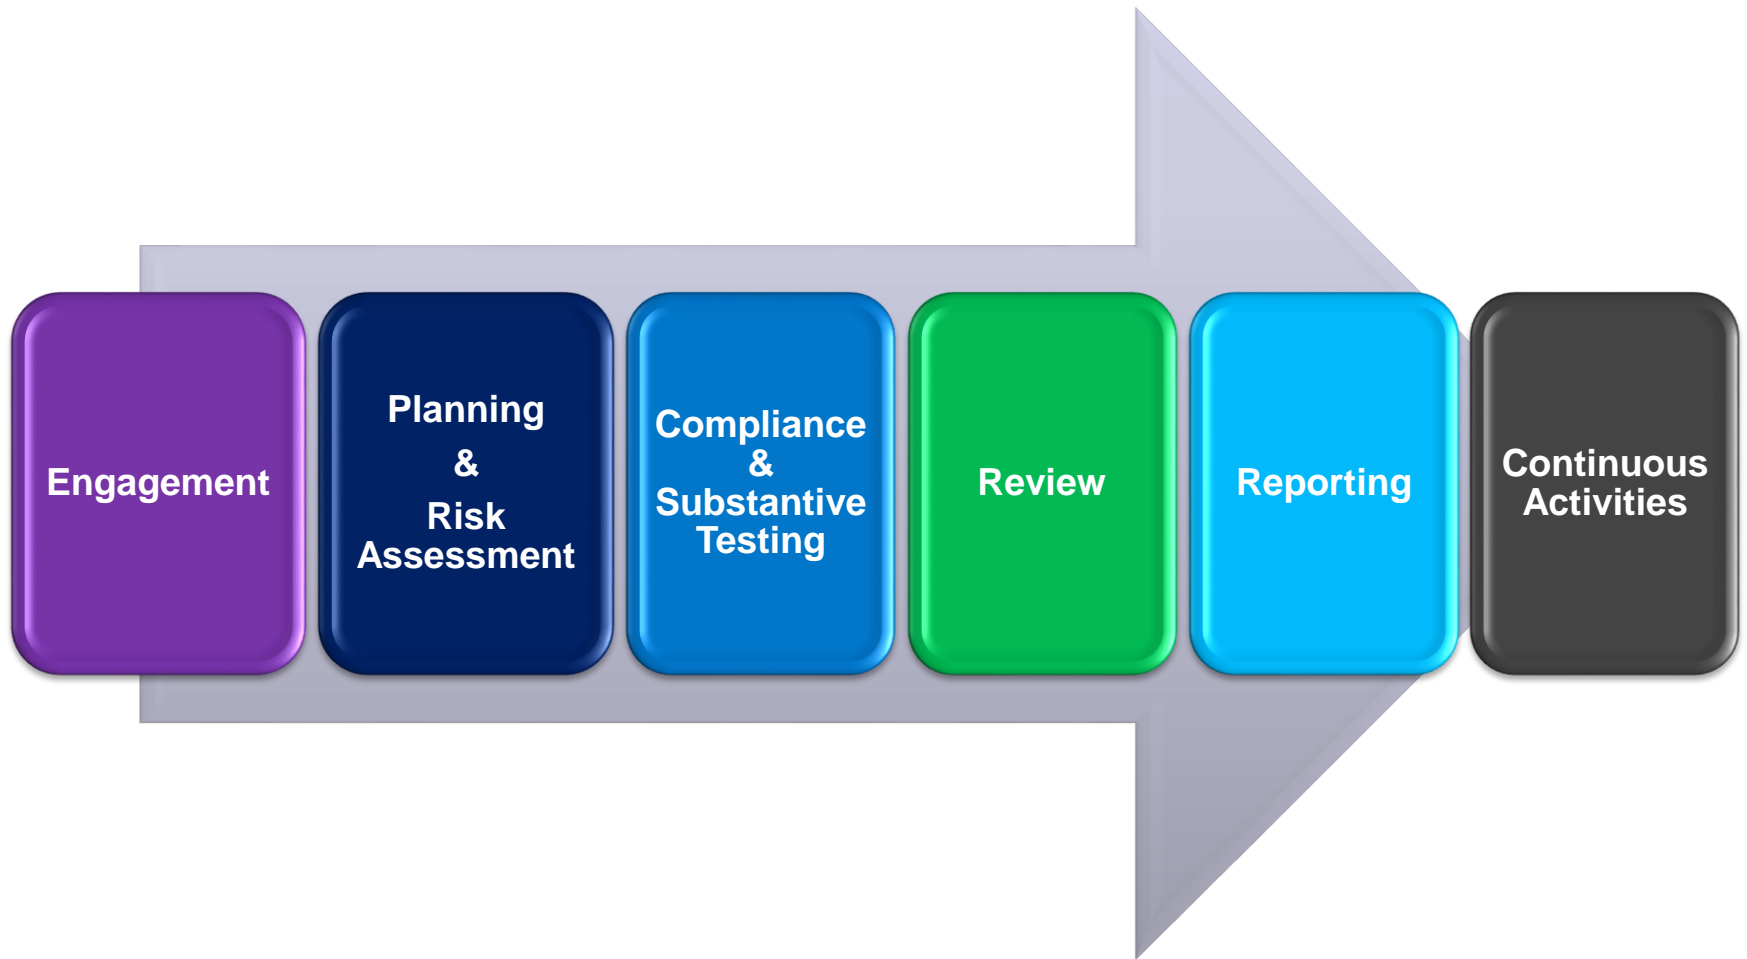 Engagement
Planning
&
Risk
Assessment
Compliance
&
Substantive
Testing
Review
Reporting
Continuous
Activities